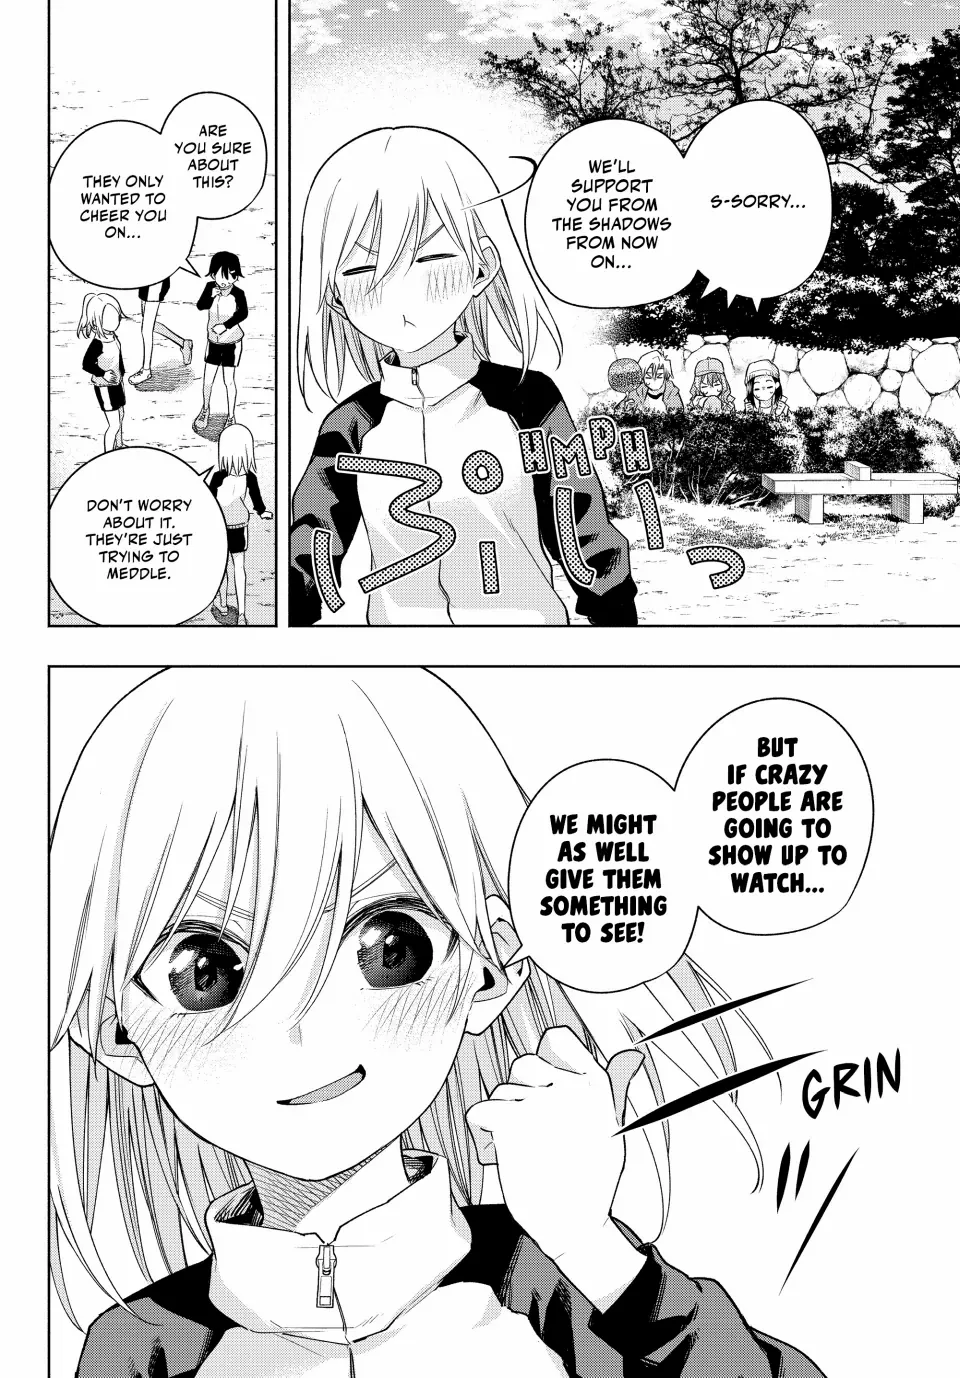 S-SORRY...
WE'LL
SUPPORT
YOU FROM
THE SHADOWS
FROM NOW
ON...
HMPH
ぷいっ
ARE
YOU SURE
ABOUT
THIS?
THEY ONLY
WANTED TO
CHEER YOU
ON...
DON'T WORRY
ABOUT IT.
THEY'RE JUST
TRYING TO
MEDDLE.
BUT
IF CRAZY
PEOPLE ARE
GOING TO
SHOW UP TO
WATCH...
WE MIGHT
AS WELL
GIVE THEM
SOMETHING
TO SEE!
GRIN